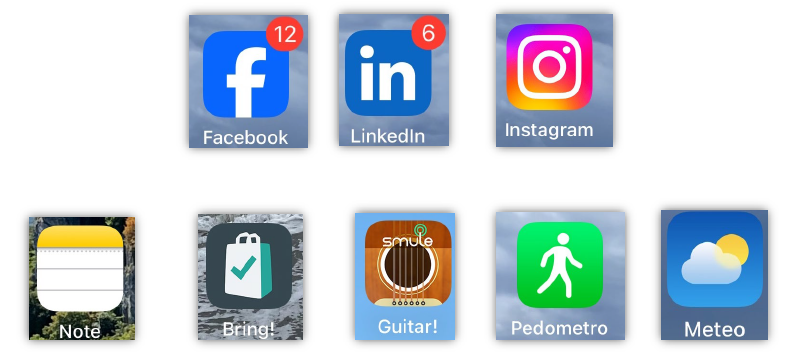 12
6
Facebook
LinkedIn
Instagram
smule
Note
Bring!
Guitar!
Pedometro
Meteo